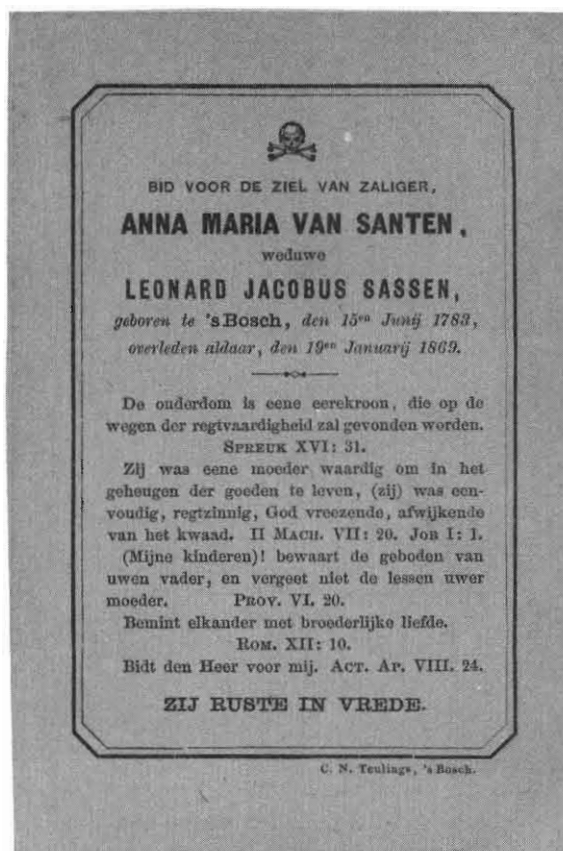 BID VOOR DE ZIEL VAN ZALIGER,
ANNA MARIA VAN SANTEN,
weduwe
LEONARD JACOBUS SASSEN,
geboren te 'sBosch, den 15en Junij 1783,
overleden aldaar, den 19en Januarij 1869.
De ouderdom is eene eerekroon, die op de
wegen der regtvaardigheid zal gevonden worden.
SPREUK XVI: 31.
Zij was eene moeder waardig om in het
geheugen der goeden te leven, (zij) was een-
voudig, regtzinnig, God vreezende, afwijkende
van het kwaad. II MACH. VII: 20. JOB I: 1.
(Mijne kinderen)! bewaart de geboden van
uwen vader, en vergeet niet de lessen uwer
moeder. PROV. VI. 20.
Bemint elkander met broederlijke liefde.
ROM. XII: 10.
Bidt den Heer voor mij. ACT. AP. VIII. 24.
ZIJ RUSTE IN VREDE.
C. N. Teulings, 'sBosch.